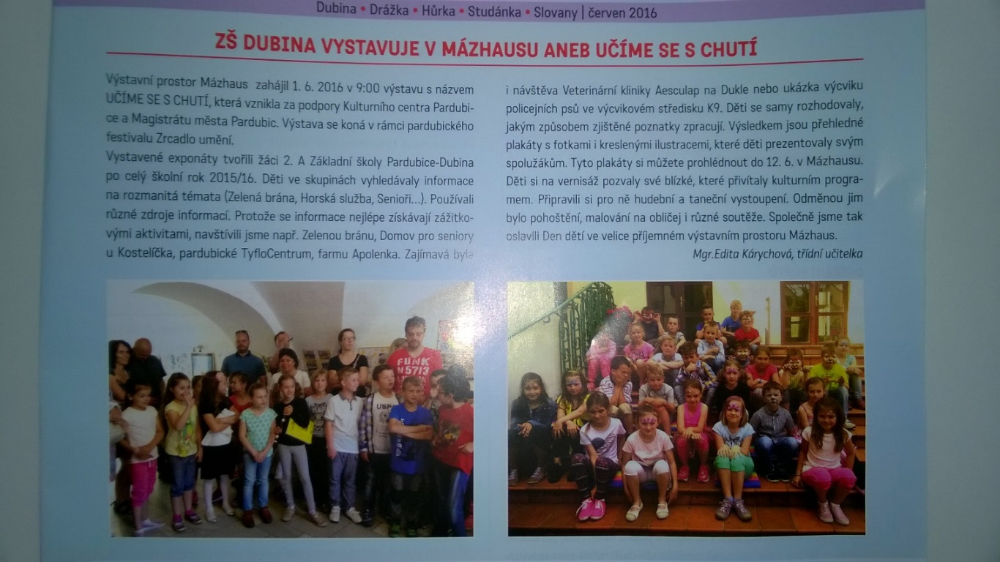 Dubina • Drážka • Hůrka • Studánka • Slovany | červen 2016
ZŠ DUBINA VYSTAVUJE V MÁZHAUSU ANEB UČÍME SE S CHUTÍ
Výstavní prostor Mázhaus zahájil 1. 6. 2016 v 9:00 výstavu s názvem
UČÍME SE S CHUTÍ, která vznikla za podpory Kulturního centra Pardubi-
ce a Magistrátu města Pardubic. Výstava se koná v rámci pardubického
festivalu Zrcadlo umění.
Vystavené exponáty tvořili žáci 2. A Základní školy Pardubice-Dubina
po celý školní rok 2015/16. Děti ve skupinách vyhledávaly informace
na rozmanitá témata (Zelená brána, Horská služba, Senioři...). Používali
různé zdroje informací. Protože se informace nejlépe získávají zážitko-
vými aktivitami, navštívili jsme např. Zelenou bránu, Domov pro seniory
u Kostelíčka, pardubické TyfloCentrum, farmu Apolenka. Zajímavá byla
i návštěva Veterinární kliniky Aesculap na Dukle nebo ukázka výcviku
policejních psů ve výcvikovém středisku K9. Děti se samy rozhodovaly,
jakým způsobem zjištěné poznatky zpracují. Výsledkem jsou přehledné
plakáty s fotkami i kreslenými ilustracemi, které děti prezentovaly svým
spolužákům. Tyto plakáty si můžete prohlédnout do 12. 6. v Mázhausu.
Děti si na vernisáž pozvaly své blízké, které přivítaly kulturním progra-
mem. Připravili si pro ně hudební a taneční vystoupení. Odměnou jim
bylo pohoštění, malování na obličej i různé soutěže. Společně jsme tak
oslavili Den dětí ve velice příjemném výstavním prostoru Mázhaus.
Mgr.Edita Kárychová, třídní učitelka
FUNK
N 57/3
USP